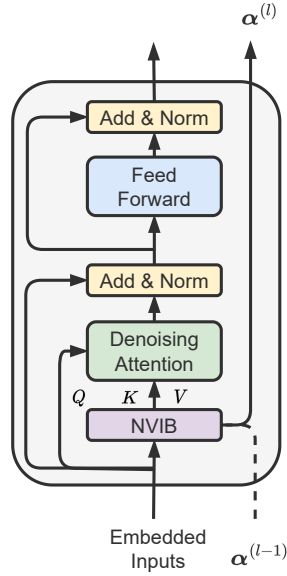 α^(l)
Add & Norm
Feed
Forward
Add & Norm
Denoising
Attention
Q K V
NVIB
Embedded
Inputs
α^(l−1)